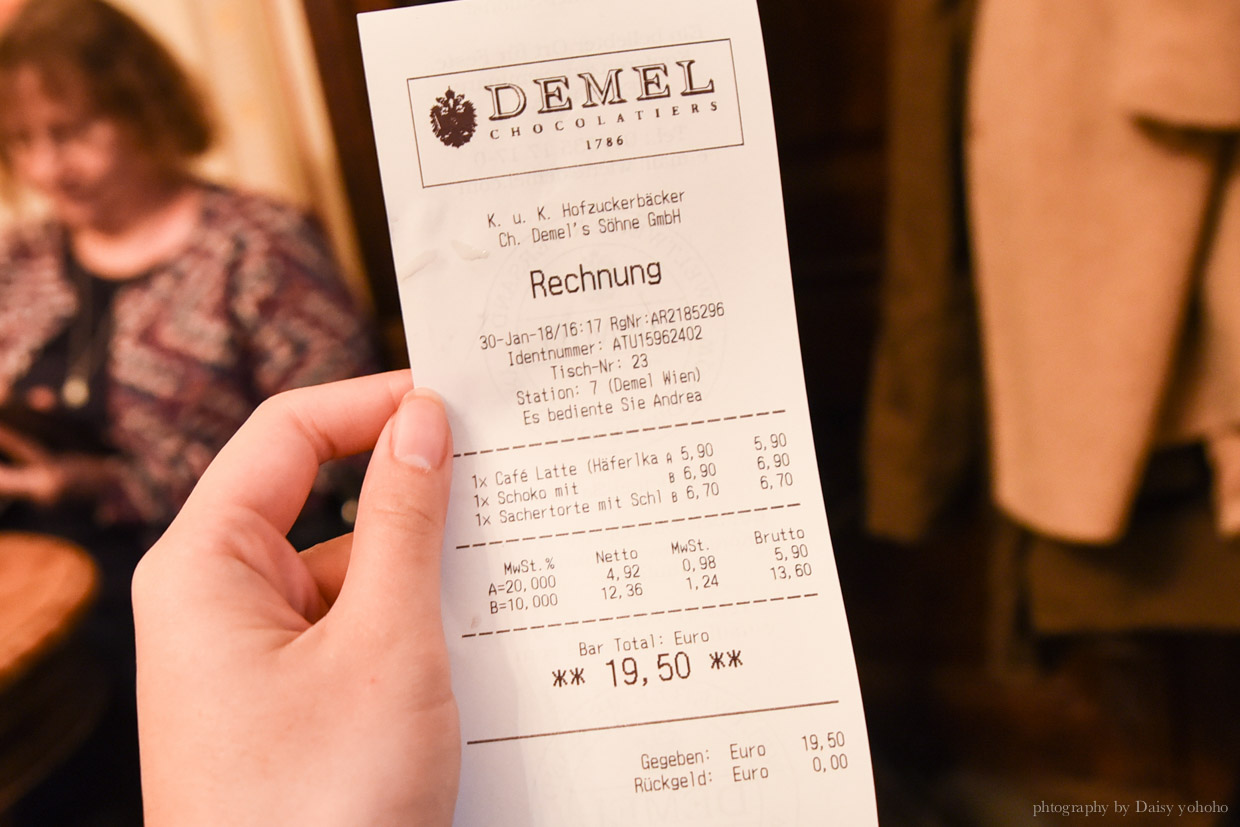 DEMEL
CHOCOLATIERS
1786
K. u. K. Hofzuckerbäcker
Ch. Demel's Söhne GmbH
Rechnung
30-Jan-18/16:17 RgNr:AR2185296
Identnummer: ATU15962402
Tisch-Nr: 23
Station: 7 (Demel Wien)
Es bediente Sie Andrea
1x Café Latte (Häferlka A 5,90 5,90
1x Schoko mit B 6,90 6,90
1x Sachertorte mit Schl B 6,70 6,70
MwSt.% Netto MwSt. Brutto
A=20,000 4,92 0,98 5,90
B=10,000 12,36 1,24 13,60
Bar Total: Euro
** 19,50 **
Gegeben: Euro 19,50
Rückgeld: Euro 0,00
phtography by Daisy yohoho